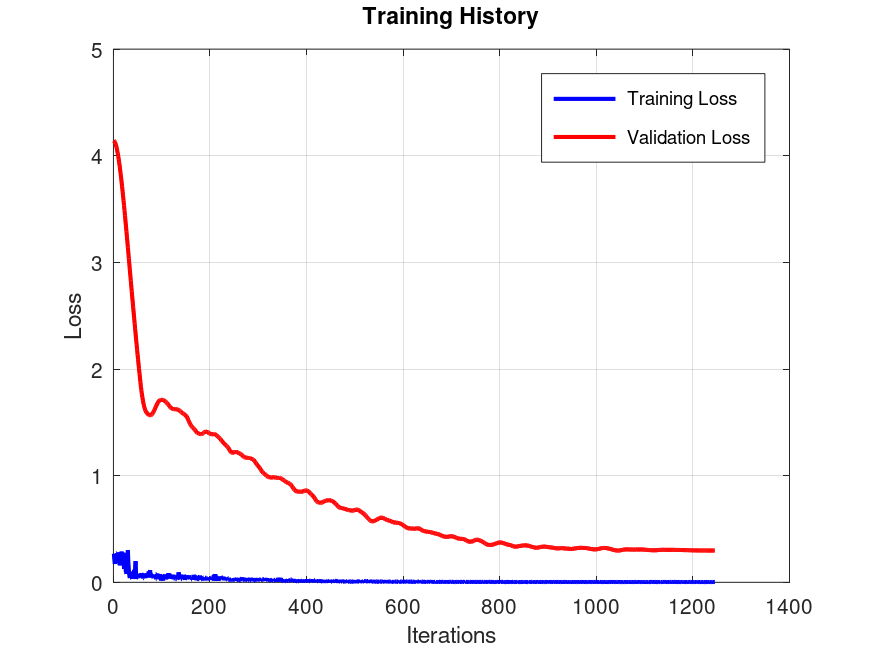 Training History
5
4
3
2
1
0
Loss
Training Loss
Validation Loss
0 200 400 600 800 1000 1200 1400
Iterations